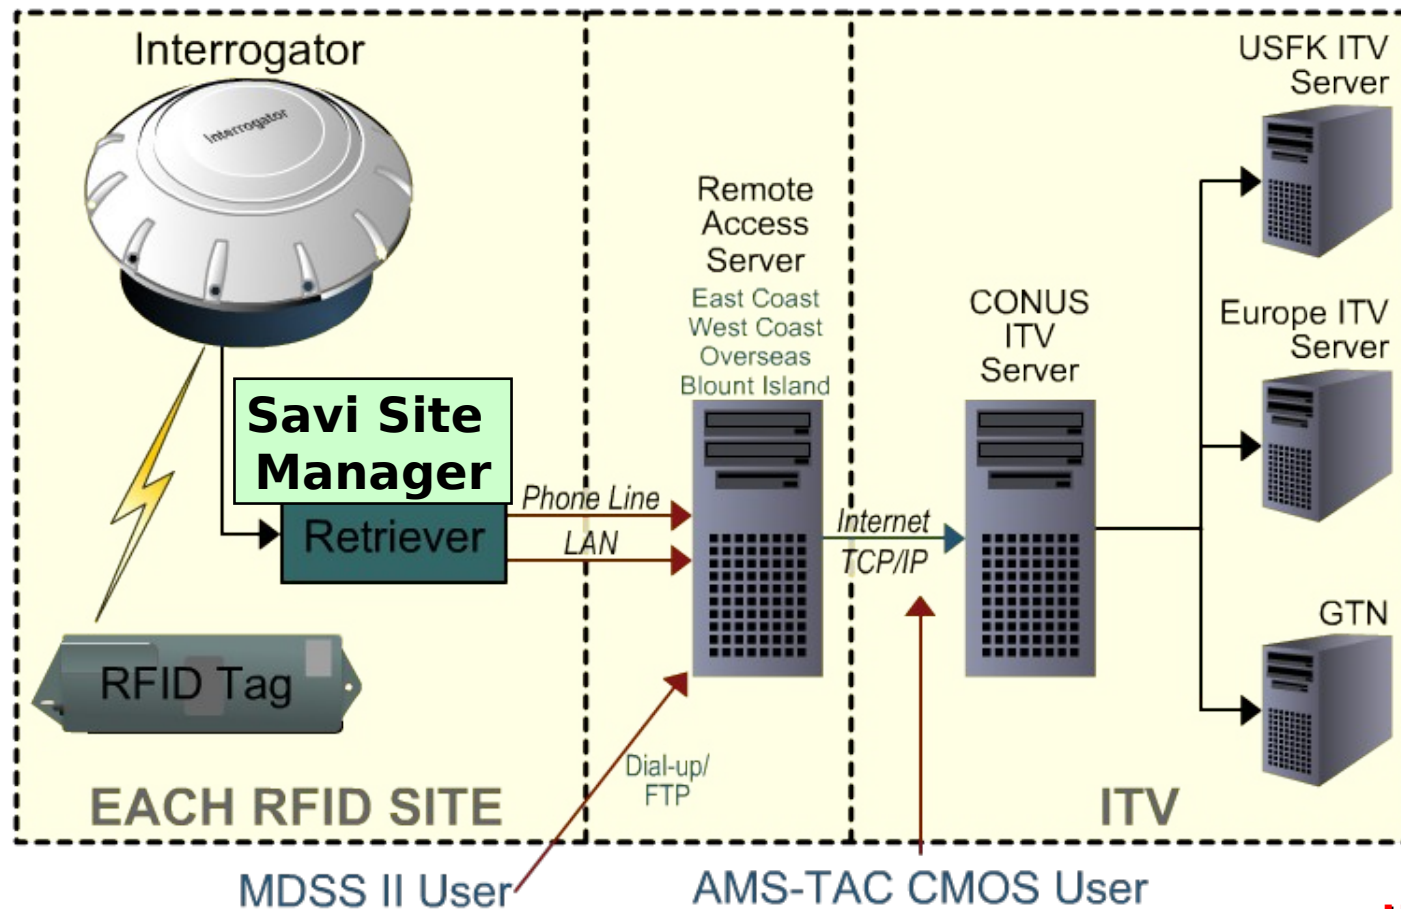 Interrogator
Interrogator
Savi Site
Manager
Retriever
RFID Tag
EACH RFID SITE
Phone Line
LAN
Remote
Access
Server
East Coast
West Coast
Overseas
Blount Island
Dial-up/
FTP
Internet
TCP/IP
CONUS
ITV
Server
USFK ITV
Server
Europe ITV
Server
GTN
ITV
MDSS II User
AMS-TAC CMOS User